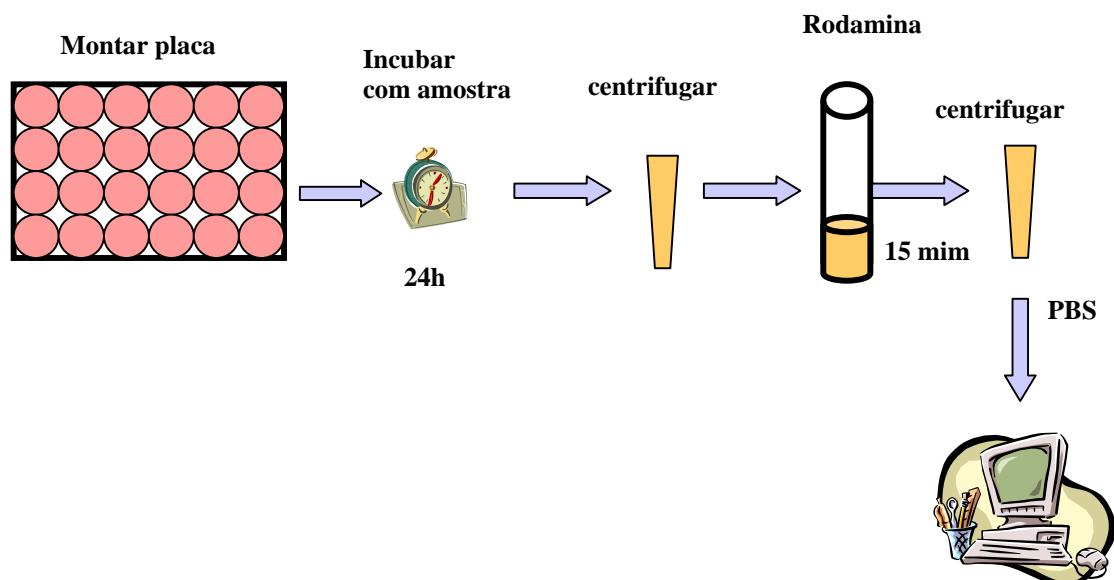 Montar placa
Incubar
com amostra
24h
centrifugar
Rodamina
15 mim
centrifugar
PBS